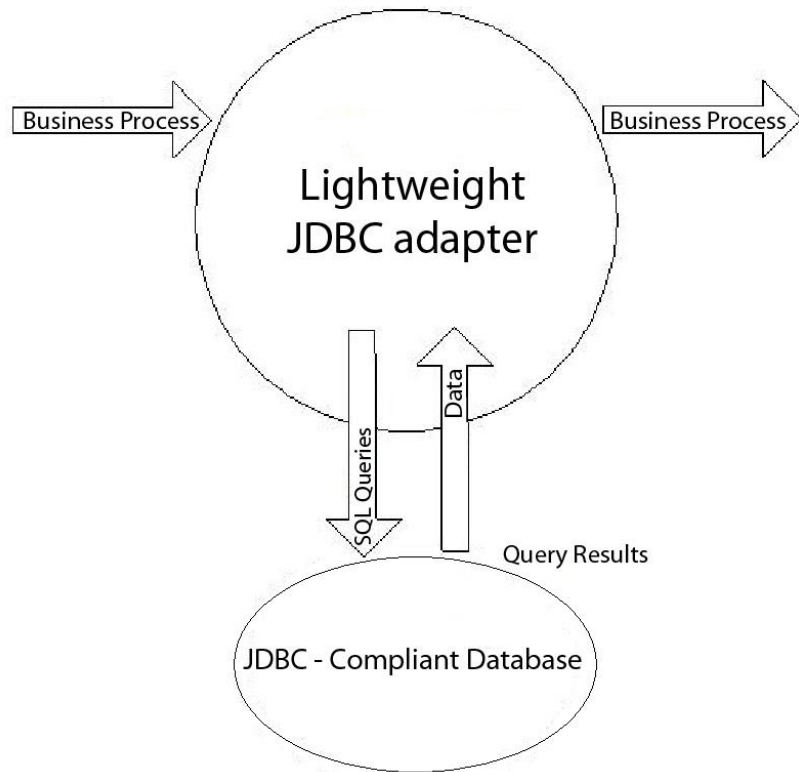 Business Process
Business Process
Lightweight
JDBC adapter
SQL Queries
Data
Query Results
JDBC - Compliant Database